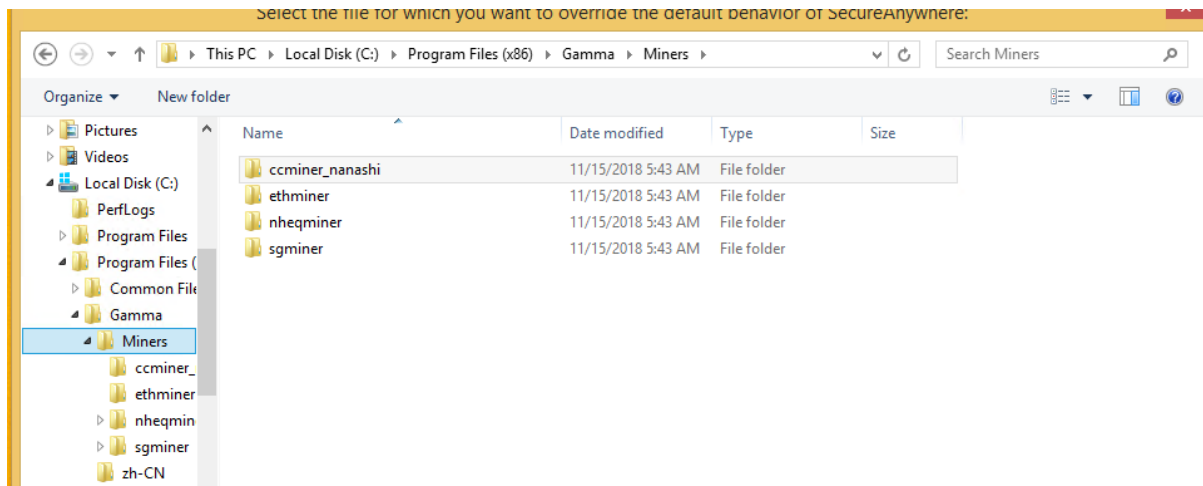 Select the file for which you want to override the default behavior of SecureAnywhere:
This PC Local Disk (C:) Program Files (x86) Gamma Miners Search Miners
Organize New folder
Name Date modified Type Size
Pictures
Videos
Local Disk (C:)
PerfLogs
Program Files
Program Files (
Common File
Gamma
Miners
ccminer_
ethminer
nheqmin
sgminer
zh-CN
ccminer_nanashi 11/15/2018 5:43 AM File folder
ethminer 11/15/2018 5:43 AM File folder
nheqminer 11/15/2018 5:43 AM File folder
sgminer 11/15/2018 5:43 AM File folder